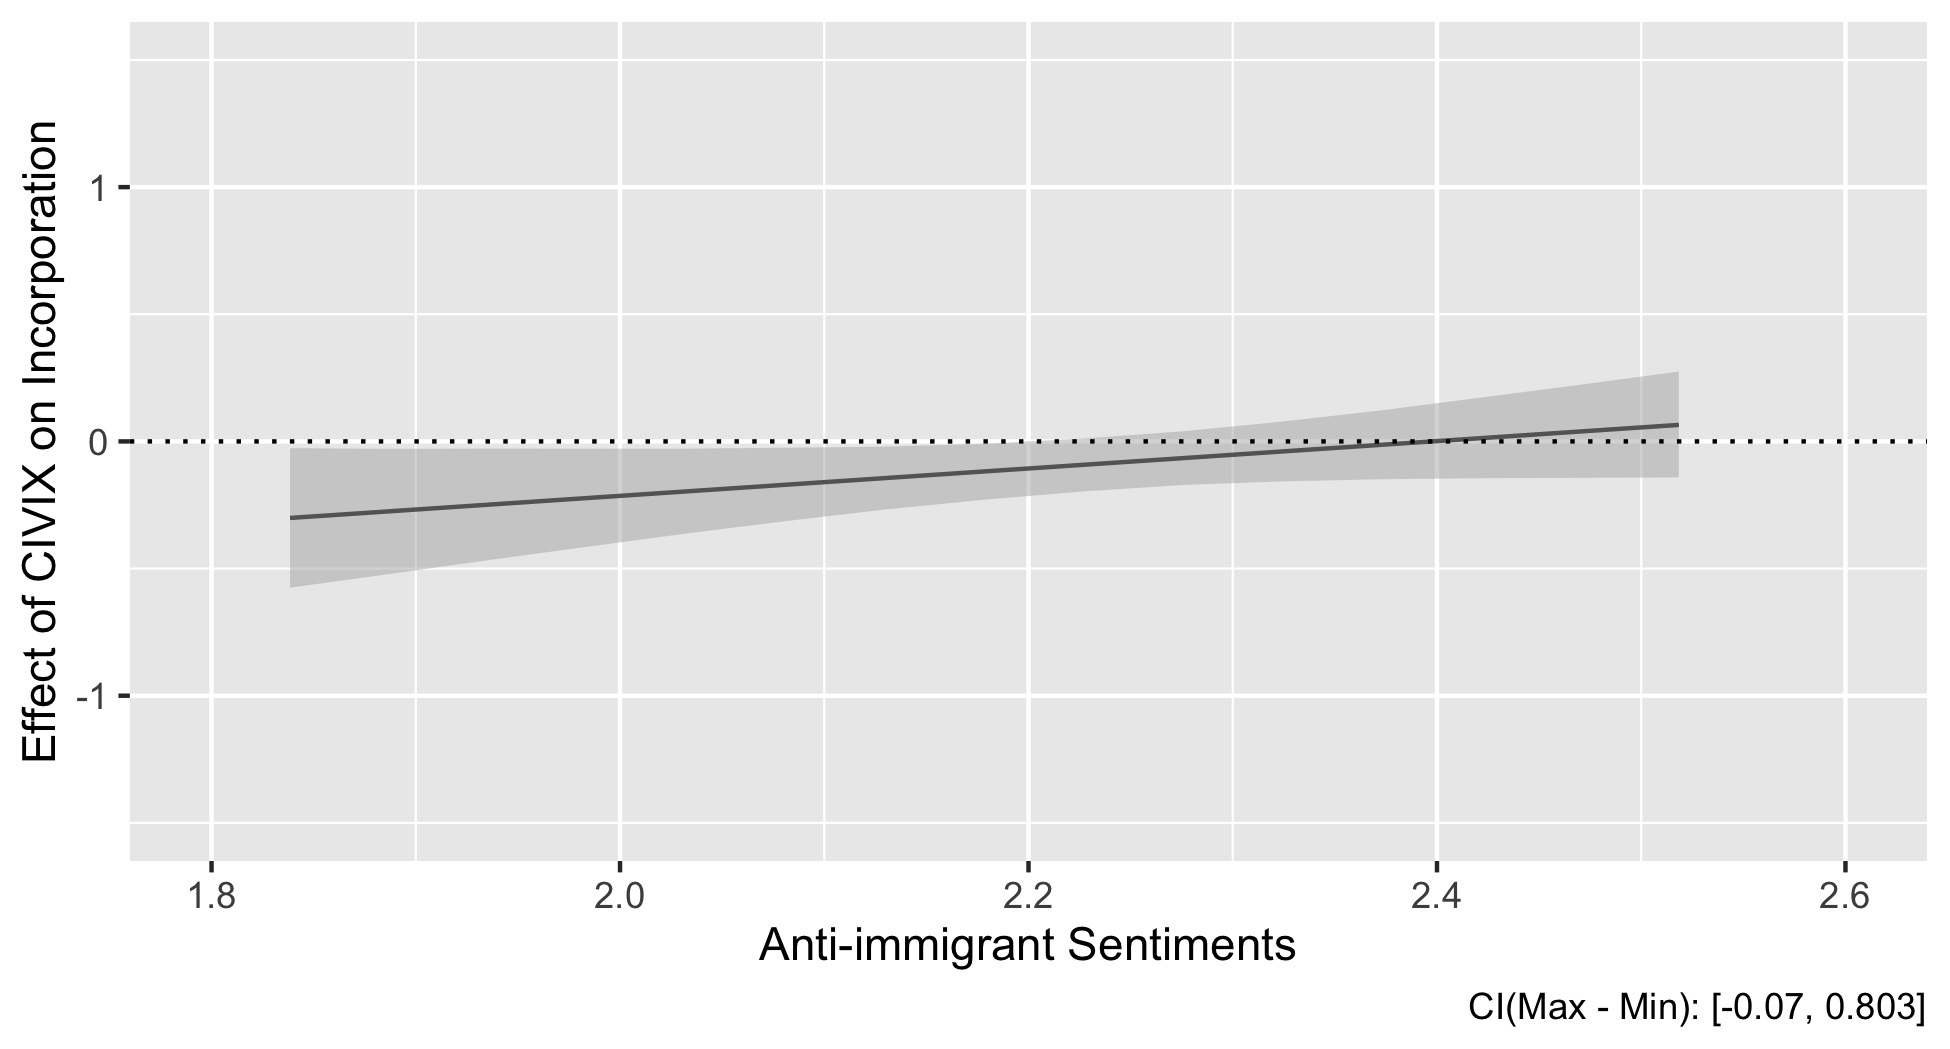 Effect of CIVIX on Incorporation
1
0
-1
1.8 2.0 2.2 2.4 2.6
Anti-immigrant Sentiments
CI(Max - Min): [-0.07, 0.803]